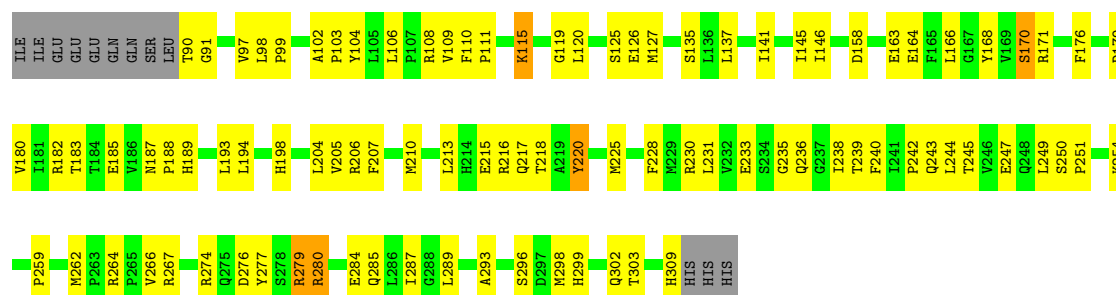 ILE ILE GLU GLU GLU GLN GLN SER LEU T90 G91 V97 L98 P99 A102 P103 Y104 L105 L106 P107 R108 V109 F110 P111 K115 G119 L120 S125 E126 M127 S135 L136 L137 I141 I145 I146 D158 E163 E164 F165 L166 G167 Y168 V169 S170 R171 F176
V180 I181 R182 T183 T184 E185 V186 N187 P188 H189 L193 L194 H198 L204 V205 R206 F207 M210 L213 H214 E215 R216 Q217 T218 A219 Y220 M225 F228 M229 R230 L231 V232 E233 S234 G235 Q236 G237 I238 T239 F240 I241 P242 Q243 L244 T245 V246 E247 Q248 L249 S250 P251
P259 M262 P263 R264 P265 V266 R267 R274 Q275 D276 Y277 S278 R279 R280 E284 Q285 L286 I287 G288 L289 A293 S296 D297 M298 H299 Q302 T303 H309 HIS HIS HIS